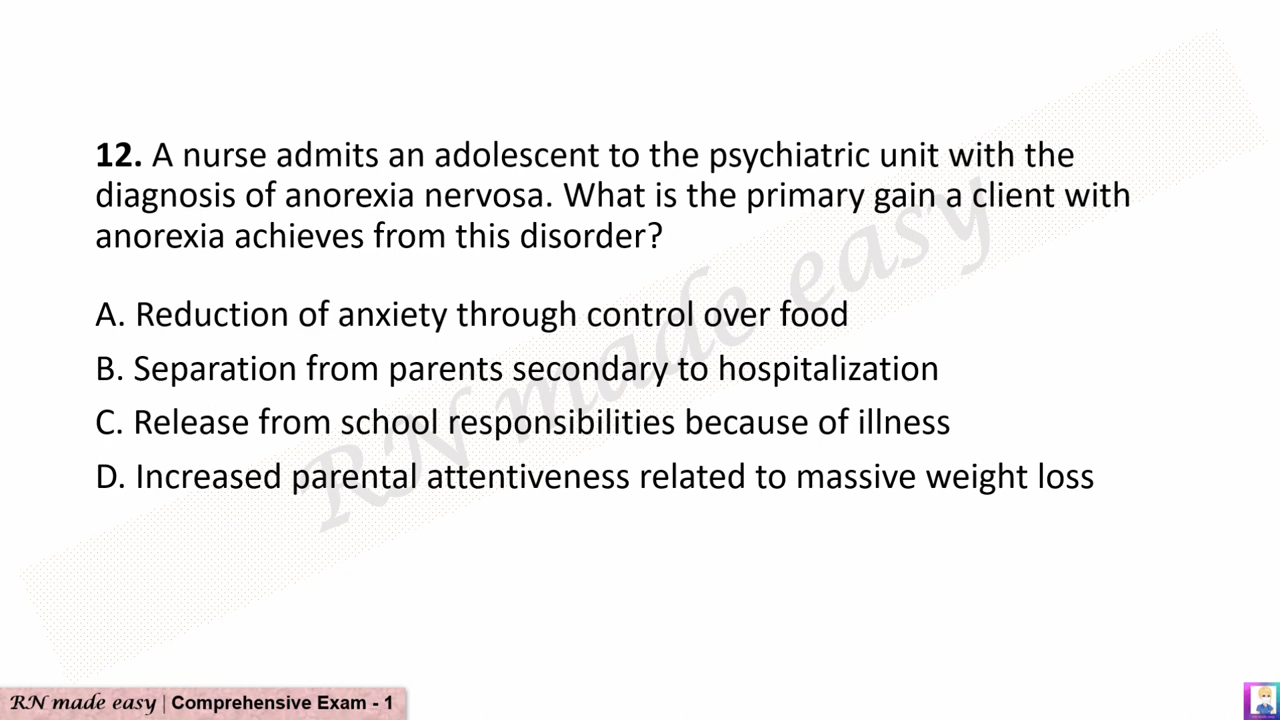 12. A nurse admits an adolescent to the psychiatric unit with the
diagnosis of anorexia nervosa. What is the primary gain a client with
anorexia achieves from this disorder?
A. Reduction of anxiety through control over food
B. Separation from parents secondary to hospitalization
C. Release from school responsibilities because of illness
D. Increased parental attentiveness related to massive weight loss
RN made easy
RN made easy | Comprehensive Exam - 1